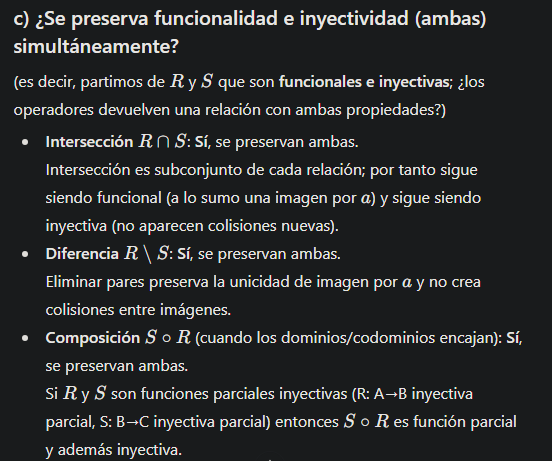 c) ¿Se preserva funcionalidad e inyectividad (ambas)
simultáneamente?
(es decir, partimos de R y S que son funcionales e inyectivas; ¿los
operadores devuelven una relación con ambas propiedades?)
• Intersección R ∩ S: Sí, se preservan ambas.
Intersección es subconjunto de cada relación; por tanto sigue
siendo funcional (a lo sumo una imagen por a) y sigue siendo
inyectiva (no aparecen colisiones nuevas).
• Diferencia R \ S: Sí, se preservan ambas.
Eliminar pares preserva la unicidad de imagen por a y no crea
colisiones entre imágenes.
• Composición S ∘ R (cuando los dominios/codominios encajan): Sí,
se preservan ambas.
Si R y S son funciones parciales inyectivas (R: A→B inyectiva
parcial, S: B→C inyectiva parcial) entonces S ∘ R es función parcial
y además inyectiva.